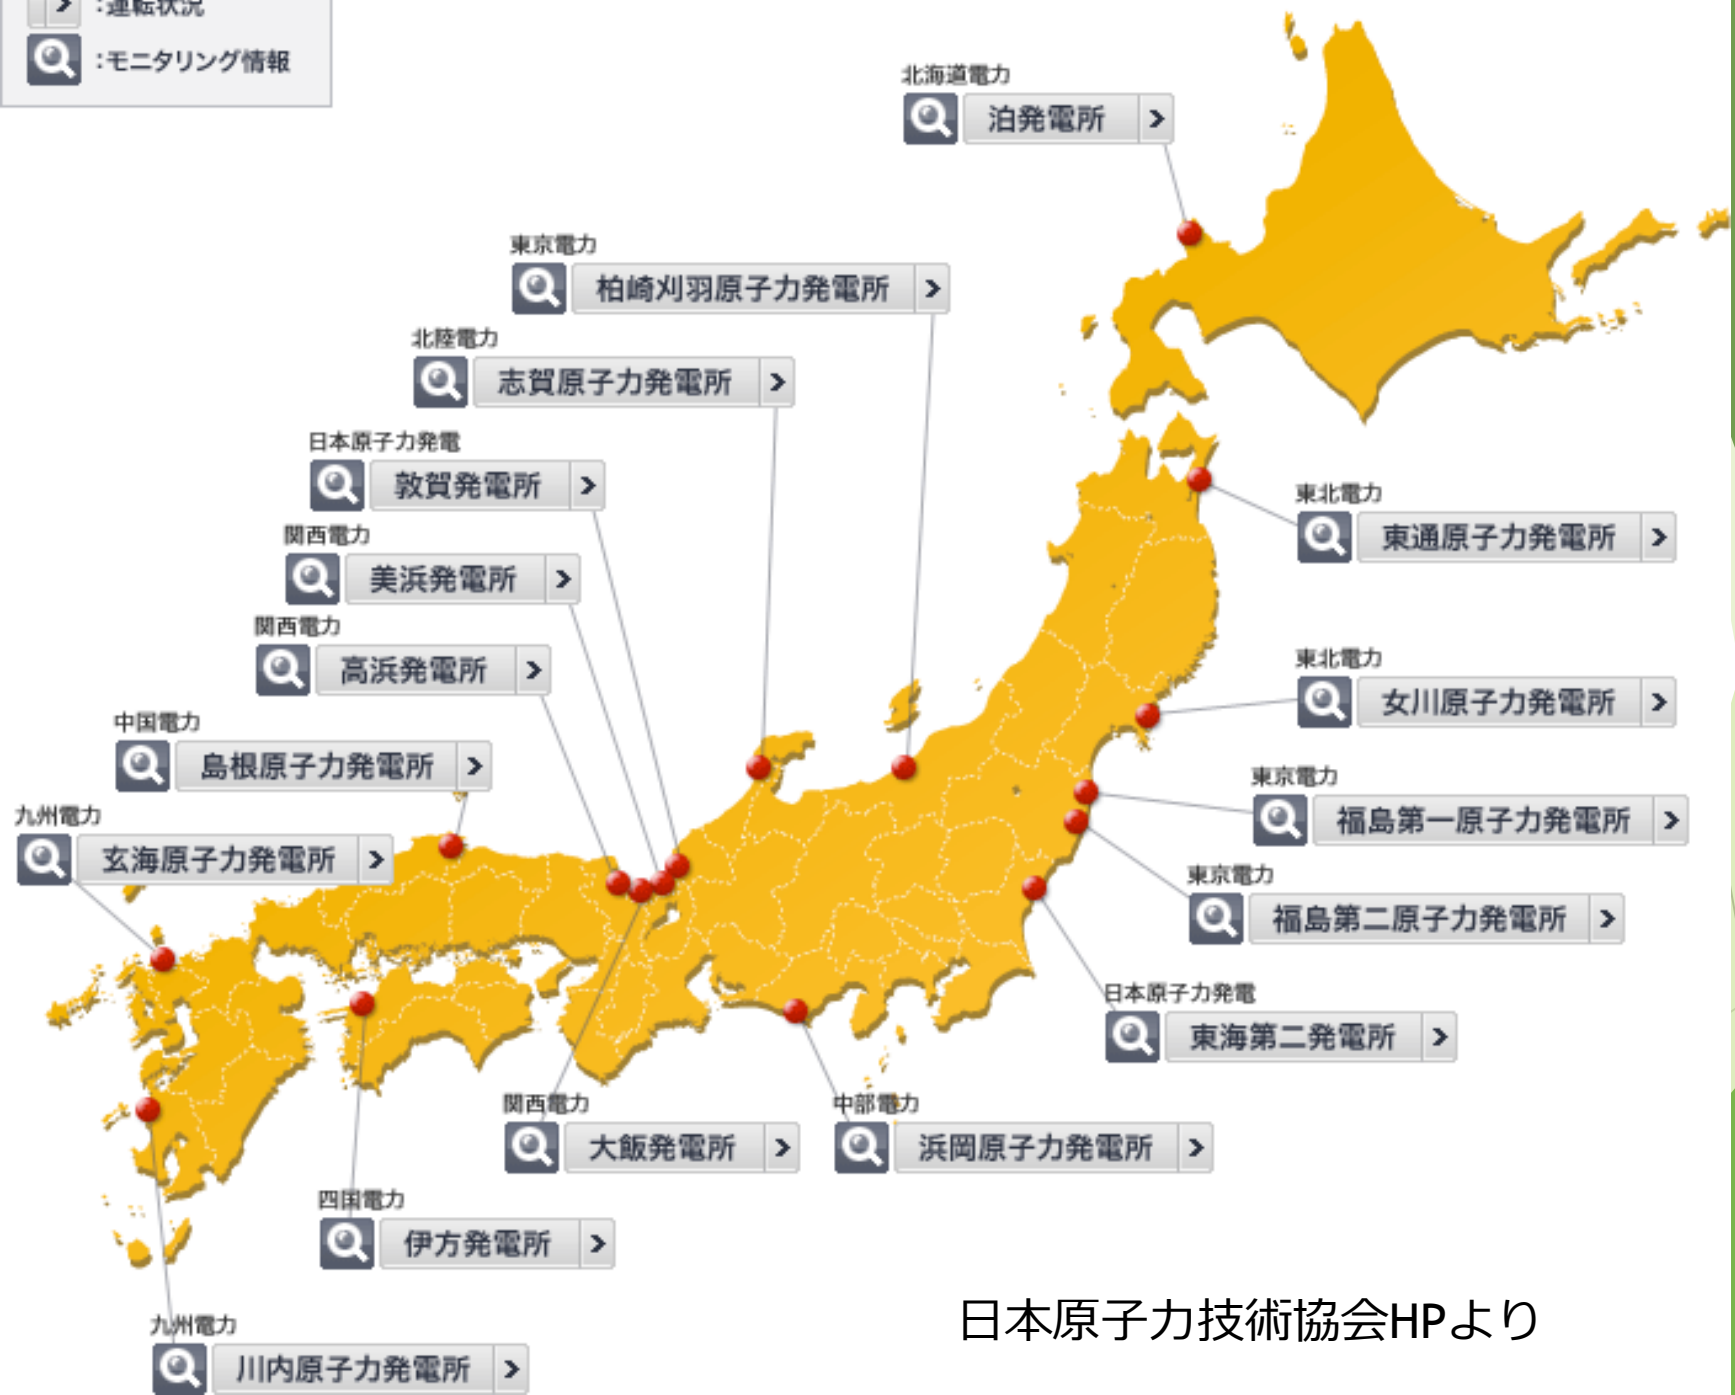 :運転状況
:モニタリング情報
北海道電力
泊発電所
東京電力
柏崎刈羽原子力発電所
北陸電力
志賀原子力発電所
日本原子力発電
敦賀発電所
関西電力
美浜発電所
関西電力
高浜発電所
中国電力
島根原子力発電所
九州電力
玄海原子力発電所
東北電力
東通原子力発電所
東北電力
女川原子力発電所
東京電力
福島第一原子力発電所
東京電力
福島第二原子力発電所
日本原子力発電
東海第二発電所
関西電力
大飯発電所
中部電力
浜岡原子力発電所
四国電力
伊方発電所
九州電力
川内原子力発電所
日本原子力技術協会HPより